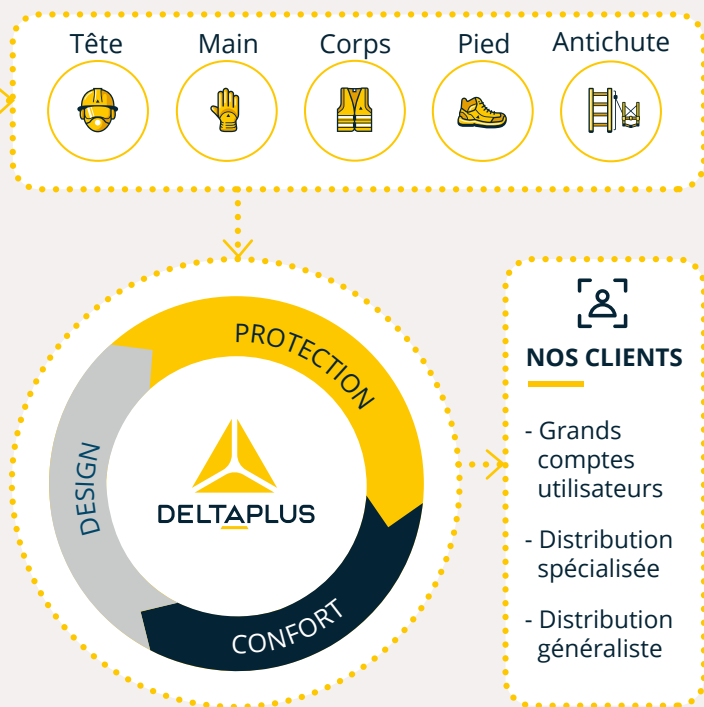 Tête
Main
Corps
Pied
Antichute
PROTECTION
DESIGN
DELTAPLUS
CONFORT
NOS CLIENTS
- Grands
comptes
utilisateurs
- Distribution
spécialisée
- Distribution
généraliste